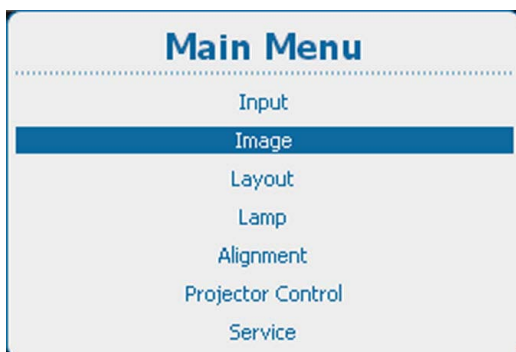 Main Menu
Input
Image
Layout
Lamp
Alignment
Projector Control
Service